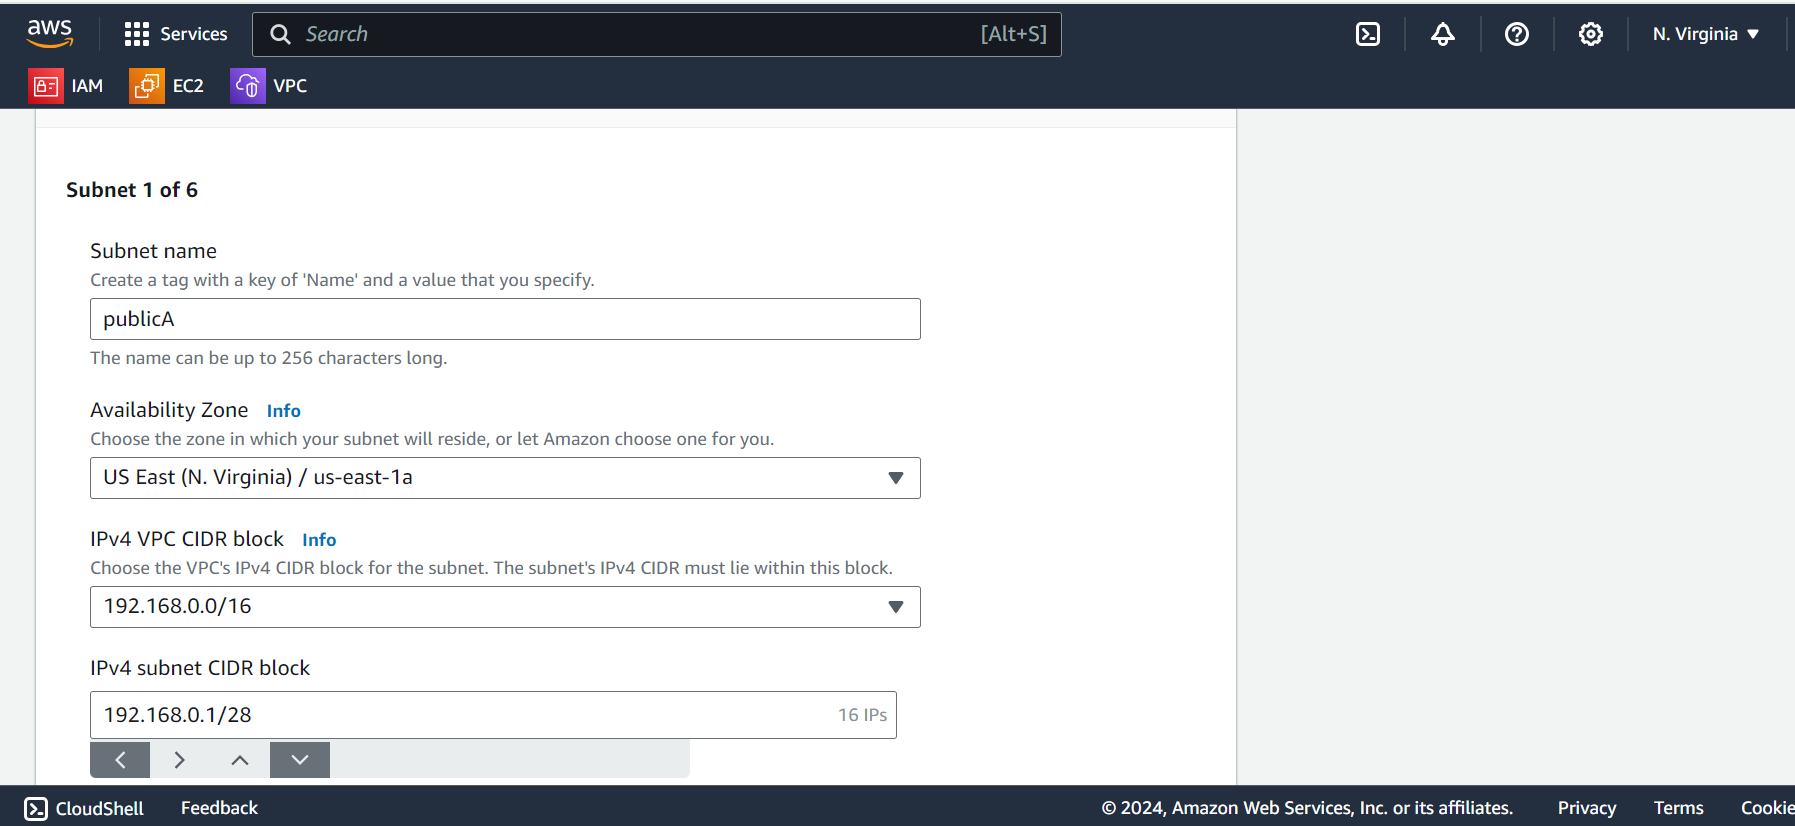 aws Services Search [Alt+S] N. Virginia
IAM EC2 VPC
Subnet 1 of 6
Subnet name
Create a tag with a key of 'Name' and a value that you specify.
publicA
The name can be up to 256 characters long.
Availability Zone Info
Choose the zone in which your subnet will reside, or let Amazon choose one for you.
US East (N. Virginia) / us-east-1a
IPv4 VPC CIDR block Info
Choose the VPC's IPv4 CIDR block for the subnet. The subnet's IPv4 CIDR must lie within this block.
192.168.0.0/16
IPv4 subnet CIDR block
192.168.0.1/28 16 IPs
CloudShell Feedback © 2024, Amazon Web Services, Inc. or its affiliates. Privacy Terms Cookie